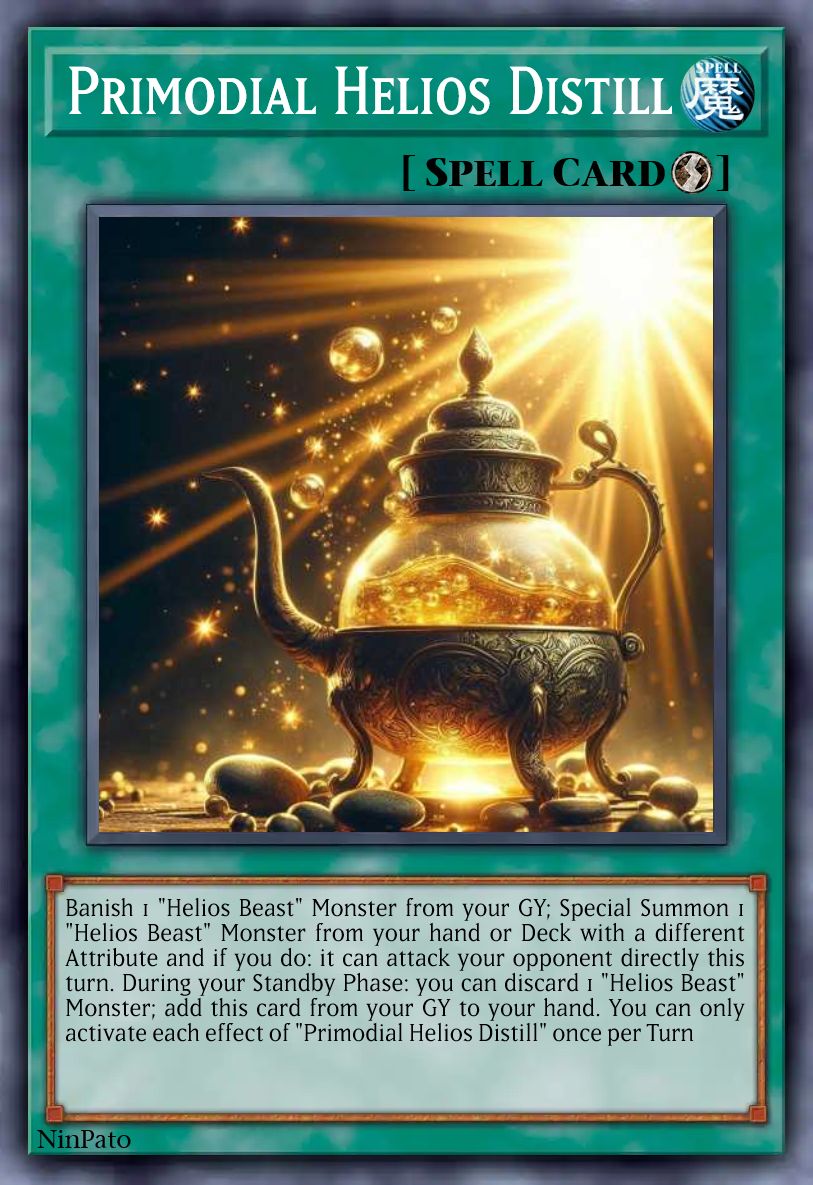 PRIMODIAL HELIOS DISTILL
SPELL
魔
[ SPELL CARD ]
Banish 1 "Helios Beast" Monster from your GY; Special Summon 1
"Helios Beast" Monster from your hand or Deck with a different
Attribute and if you do: it can attack your opponent directly this
turn. During your Standby Phase: you can discard 1 "Helios Beast"
Monster; add this card from your GY to your hand. You can only
activate each effect of "Primodial Helios Distill" once per Turn
NinPato